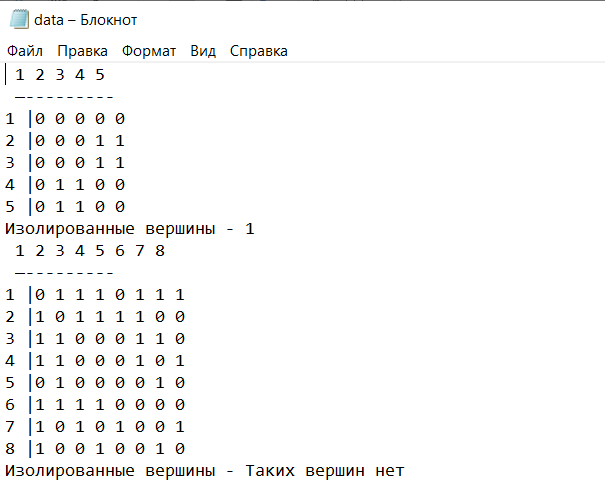 data – Блокнот
Файл Правка Формат Вид Справка
1 2 3 4 5
—---------
1 |0 0 0 0 0
2 |0 0 0 1 1
3 |0 0 0 1 1
4 |0 1 1 0 0
5 |0 1 1 0 0
Изолированные вершины - 1
1 2 3 4 5 6 7 8
—---------
1 |0 1 1 1 0 1 1 1
2 |1 0 1 1 1 1 0 0
3 |1 1 0 0 0 1 1 0
4 |1 1 0 0 0 1 0 1
5 |0 1 0 0 0 0 1 0
6 |1 1 1 1 0 0 0 0
7 |1 0 1 0 1 0 0 1
8 |1 0 0 1 0 0 1 0
Изолированные вершины - Таких вершин нет